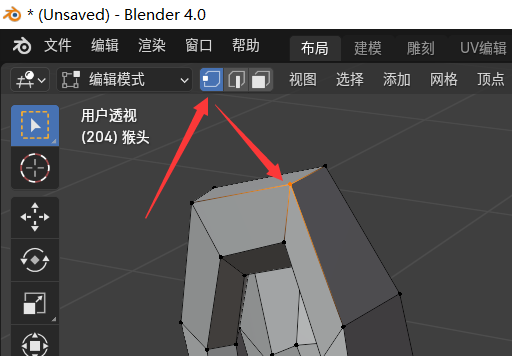 * (Unsaved) - Blender 4.0
文件 编辑 渲染 窗口 帮助 布局 建模 雕刻 UV编辑
编辑模式 视图 选择 添加 网格 顶点
用户透视
(204) 猴头